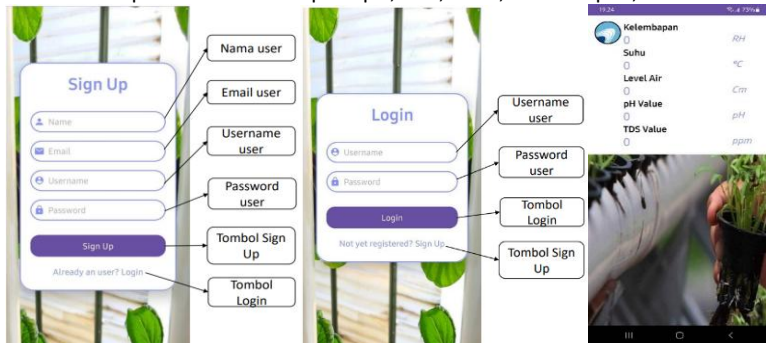 Sign Up
Name
Email
Username
Password
Sign Up
Already an user? Login
Nama user
Email user
Username
user
Password
user
Tombol Sign
Up
Tombol
Login
Login
Username
Password
Login
Not yet registered? Sign Up
Username
user
Password
user
Tombol
Login
Tombol Sign
Up
19.24
73%
Kelembapan
0
RH
Suhu
0
°C
Level Air
0
Cm
pH Value
0
pH
TDS Value
0
ppm